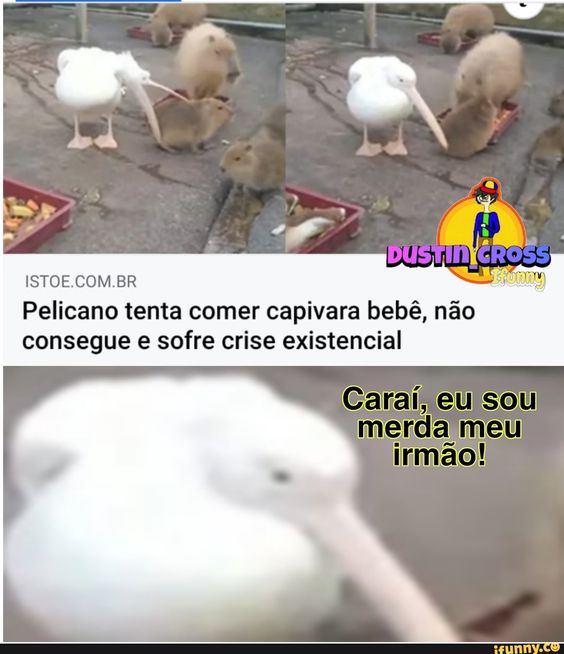 DUSTIN_CROSS
Ifunny
ISTOE.COM.BR
Pelicano tenta comer capivara bebê, não
consegue e sofre crise existencial
Caraí, eu sou
merda meu
irmão!
ifunny.co